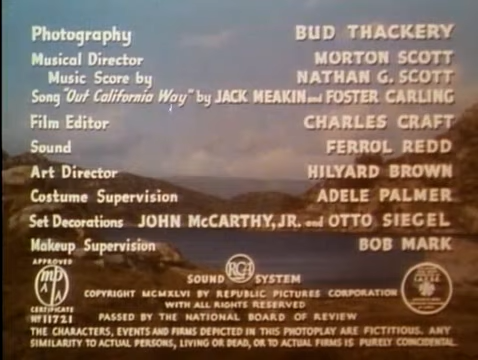 Photography BUD THACKERY
Musical Director MORTON SCOTT
Music Score by NATHAN G. SCOTT
Song "Out California Way" by JACK MEAKIN and FOSTER CARLING
Film Editor CHARLES CRAFT
Sound FERROL REDD
Art Director HILYARD BROWN
Costume Supervision ADELE PALMER
Set Decorations JOHN McCARTHY, JR. and OTTO SIEGEL
Makeup Supervision BOB MARK
APPROVED
MPAA
CERTIFICATE
Nº 11721
SOUND RCA SYSTEM
COPYRIGHT MCMXLVI BY REPUBLIC PICTURES CORPORATION
WITH ALL RIGHTS RESERVED
PASSED BY THE NATIONAL BOARD OF REVIEW
THE CHARACTERS, EVENTS AND FIRMS DEPICTED IN THIS PHOTOPLAY ARE FICTITIOUS. ANY
SIMILARITY TO ACTUAL PERSONS, LIVING OR DEAD, OR TO ACTUAL FIRMS IS PURELY COINCIDENTAL.